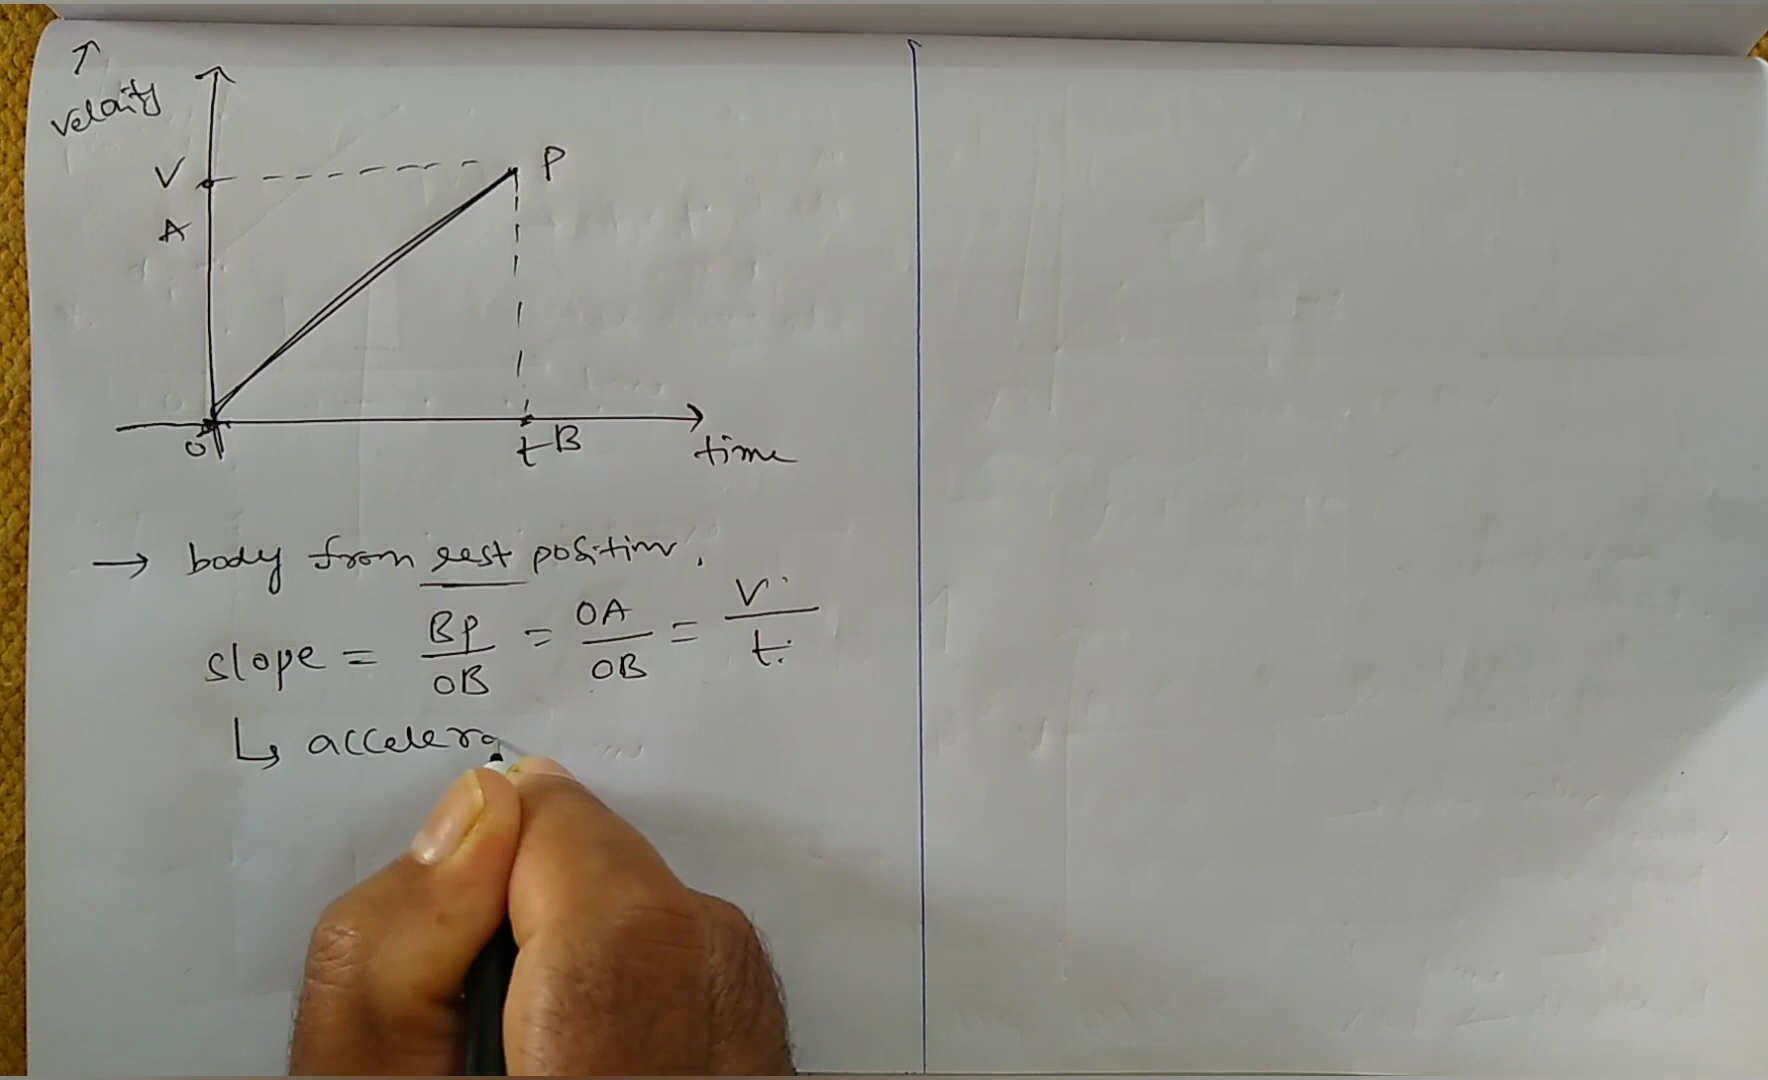 ↑
velocity
V
P
A
O
t B
time
→ body from rest position.
slope = BP/OB = OA/OB = V/t.
↳ accelera